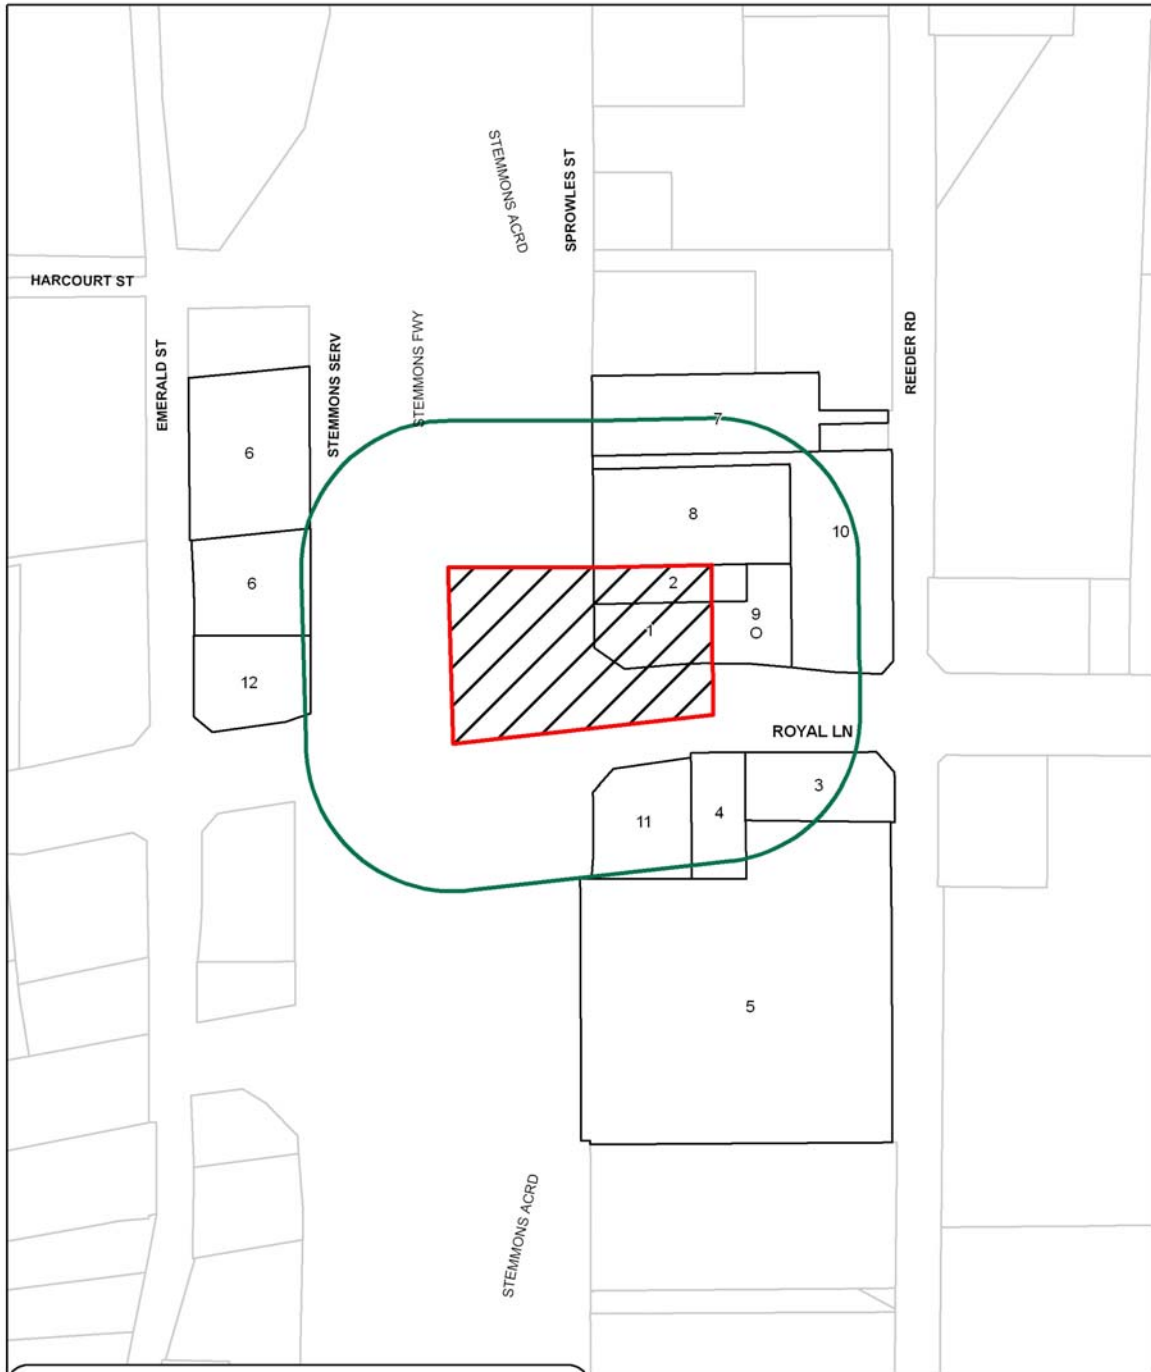 STEMMONS ACRD
SPROWLES ST
HARCOURT ST
EMERALD ST
STEMMONS SERV
STEMMONS FWY
REEDER RD
7
6
8
10
6
2
9
1
O
12
ROYAL LN
3
11
4
5
STEMMONS ACRD